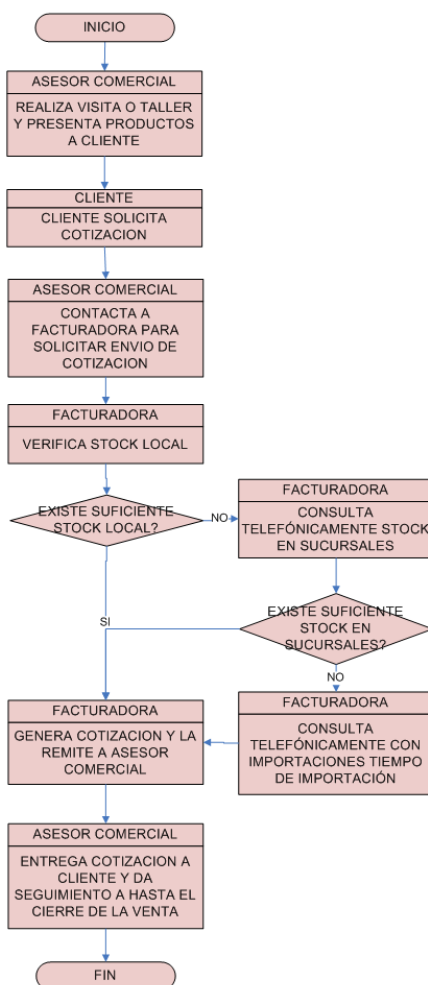 INICIO
ASESOR COMERCIAL
REALIZA VISITA O TALLER
Y PRESENTA PRODUCTOS
A CLIENTE
CLIENTE
CLIENTE SOLICITA
COTIZACION
ASESOR COMERCIAL
CONTACTA A
FACTURADORA PARA
SOLICITAR ENVIO DE
COTIZACION
FACTURADORA
VERIFICA STOCK LOCAL
EXISTE SUFICIENTE
STOCK LOCAL?
NO
FACTURADORA
CONSULTA
TELEFÓNICAMENTE STOCK
EN SUCURSALES
EXISTE SUFICIENTE
STOCK EN
SUCURSALES?
SI
NO
FACTURADORA
CONSULTA
TELEFÓNICAMENTE CON
IMPORTACIONES TIEMPO
DE IMPORTACIÓN
FACTURADORA
GENERA COTIZACION Y LA
REMITE A ASESOR
COMERCIAL
ASESOR COMERCIAL
ENTREGA COTIZACION A
CLIENTE Y DA
SEGUIMIENTO A HASTA EL
CIERRE DE LA VENTA
FIN